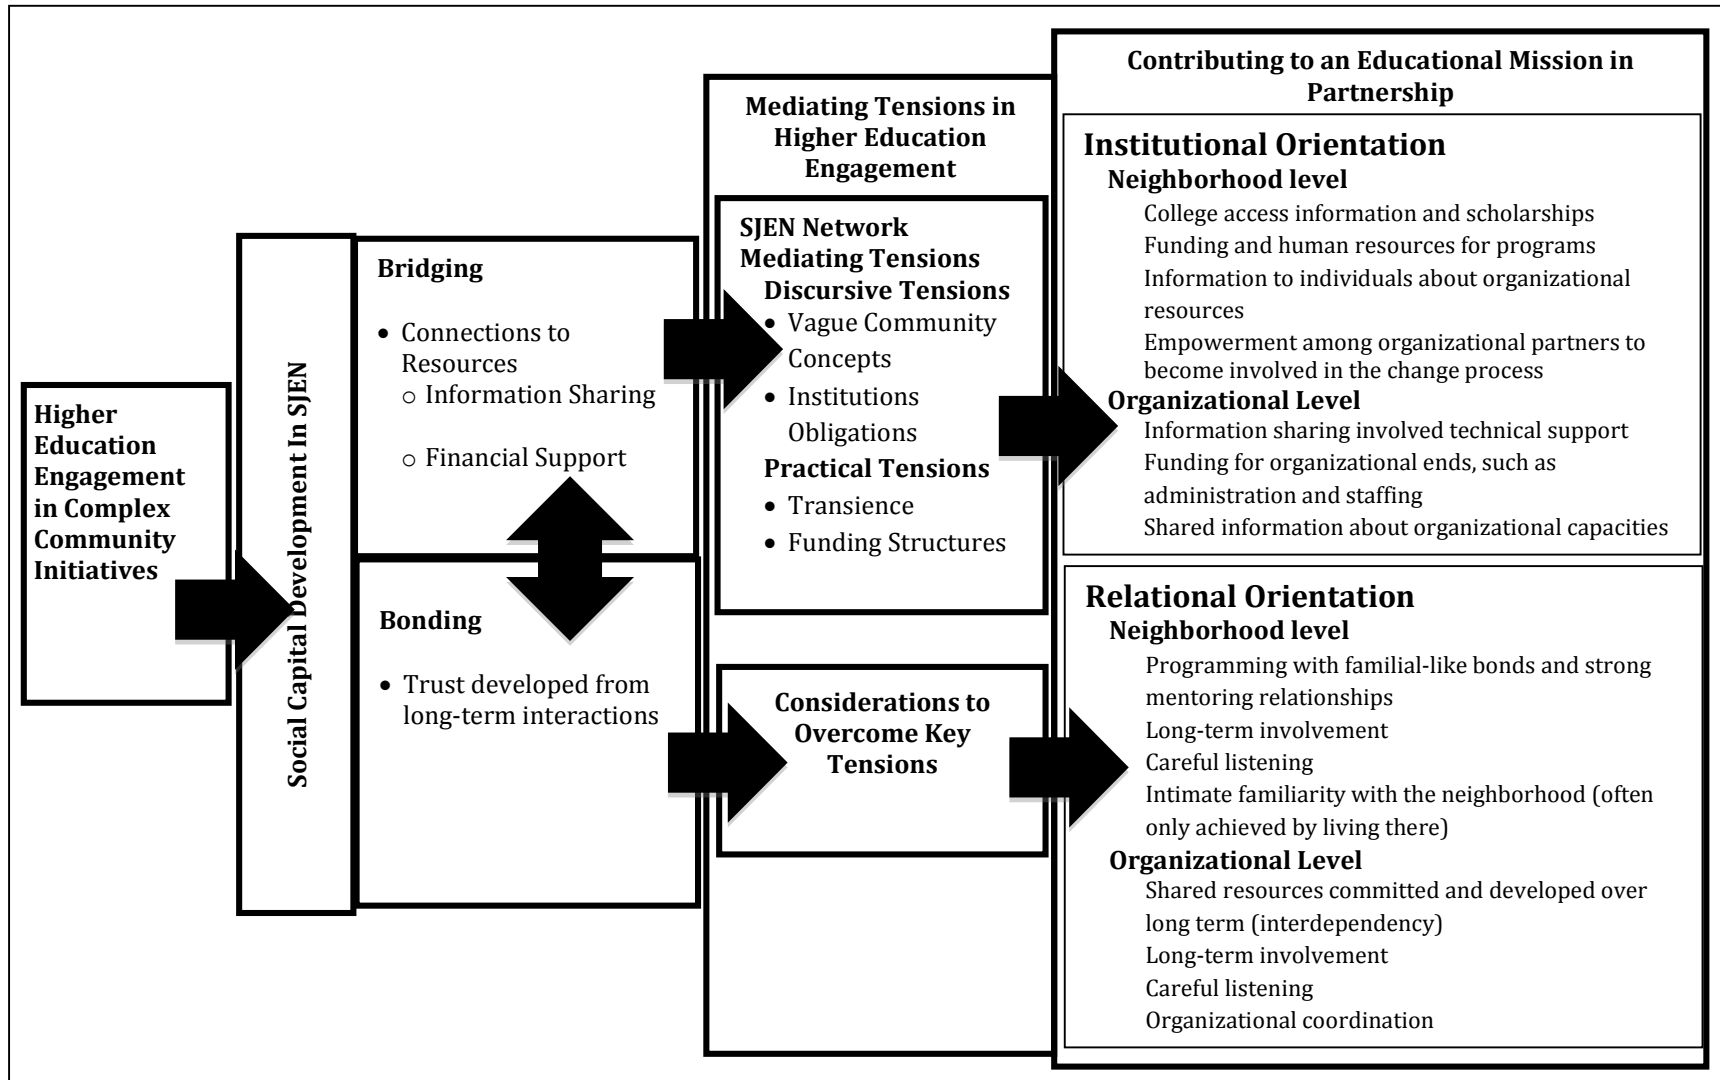 Higher
Education
Engagement
in Complex
Community
Initiatives
Social Capital Development In SJEN
Bridging
• Connections to
Resources
o Information Sharing
o Financial Support
Bonding
• Trust developed from
long-term interactions
Mediating Tensions in
Higher Education
Engagement
SJEN Network
Mediating Tensions
Discursive Tensions
• Vague Community
Concepts
• Institutions
Obligations
Practical Tensions
• Transience
• Funding Structures
Considerations to
Overcome Key
Tensions
Contributing to an Educational Mission in
Partnership
Institutional Orientation
Neighborhood level
College access information and scholarships
Funding and human resources for programs
Information to individuals about organizational
resources
Empowerment among organizational partners to
become involved in the change process
Organizational Level
Information sharing involved technical support
Funding for organizational ends, such as
administration and staffing
Shared information about organizational capacities
Relational Orientation
Neighborhood level
Programming with familial-like bonds and strong
mentoring relationships
Long-term involvement
Careful listening
Intimate familiarity with the neighborhood (often
only achieved by living there)
Organizational Level
Shared resources committed and developed over
long term (interdependency)
Long-term involvement
Careful listening
Organizational coordination